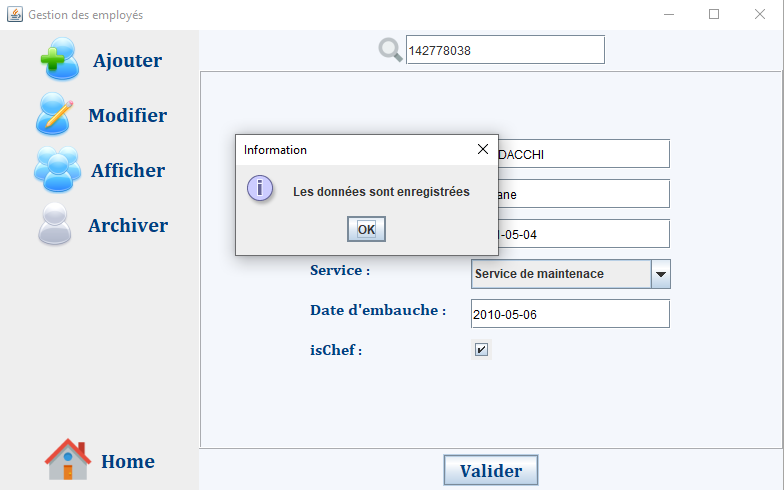 Gestion des employés
Ajouter
Modifier
Afficher
Archiver
Home
142778038
Information
Les données sont enregistrées
OK
DACCHI
ane
-05-04
Service :
Service de maintenace
Date d'embauche :
2010-05-06
isChef :
Valider